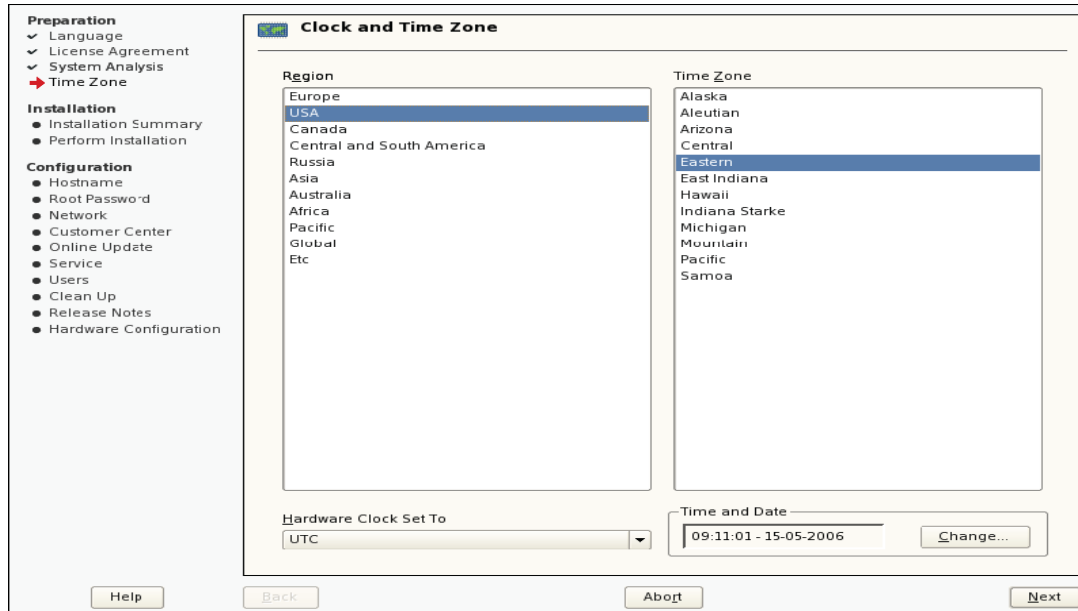 Preparation
Language
License Agreement
System Analysis
Time Zone
Installation
Installation Summary
Perform Installation
Configuration
Hostname
Root Password
Network
Customer Center
Online Update
Service
Users
Clean Up
Release Notes
Hardware Configuration
Clock and Time Zone
Region
Europe
USA
Canada
Central and South America
Russia
Asia
Australia
Africa
Pacific
Global
Etc
Time Zone
Alaska
Aleutian
Arizona
Central
Eastern
East Indiana
Hawaii
Indiana Starke
Michigan
Mountain
Pacific
Samoa
Hardware Clock Set To
UTC
Time and Date
09:11:01 - 15-05-2006
Change...
Help
Back
Abort
Next